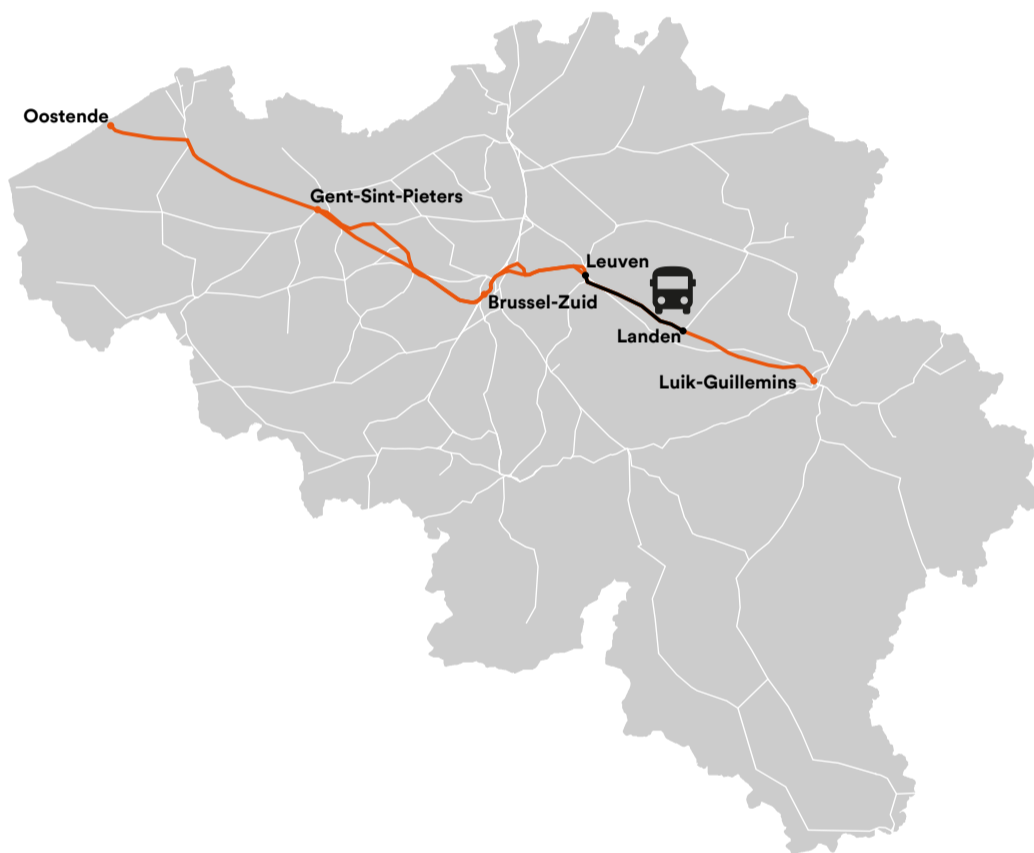 Oostende
Gent-Sint-Pieters
Leuven
Brussel-Zuid
Landen
Luik-Guillemins